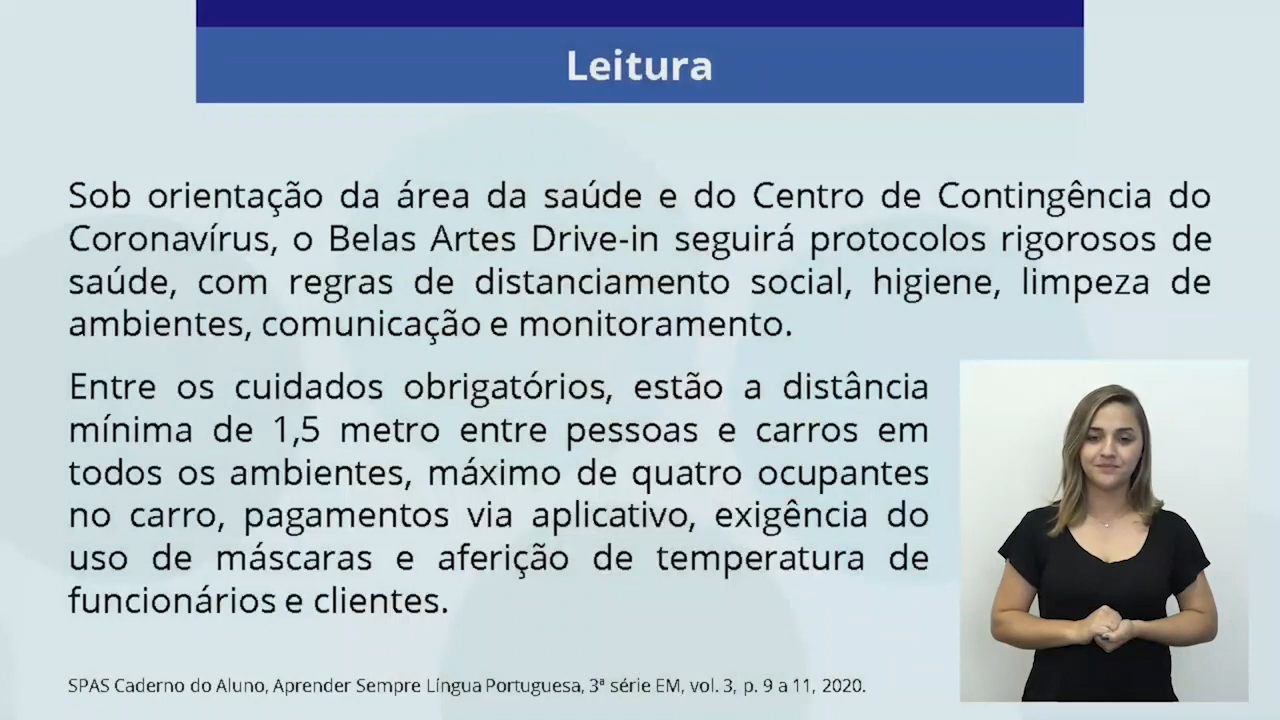 Leitura
Sob orientação da área da saúde e do Centro de Contingência do
Coronavírus, o Belas Artes Drive-in seguirá protocolos rigorosos de
saúde, com regras de distanciamento social, higiene, limpeza de
ambientes, comunicação e monitoramento.
Entre os cuidados obrigatórios, estão a distância
mínima de 1,5 metro entre pessoas e carros em
todos os ambientes, máximo de quatro ocupantes
no carro, pagamentos via aplicativo, exigência do
uso de máscaras e aferição de temperatura de
funcionários e clientes.
SPAS Caderno do Aluno, Aprender Sempre Língua Portuguesa, 3ª série EM, vol. 3, p. 9 a 11, 2020.